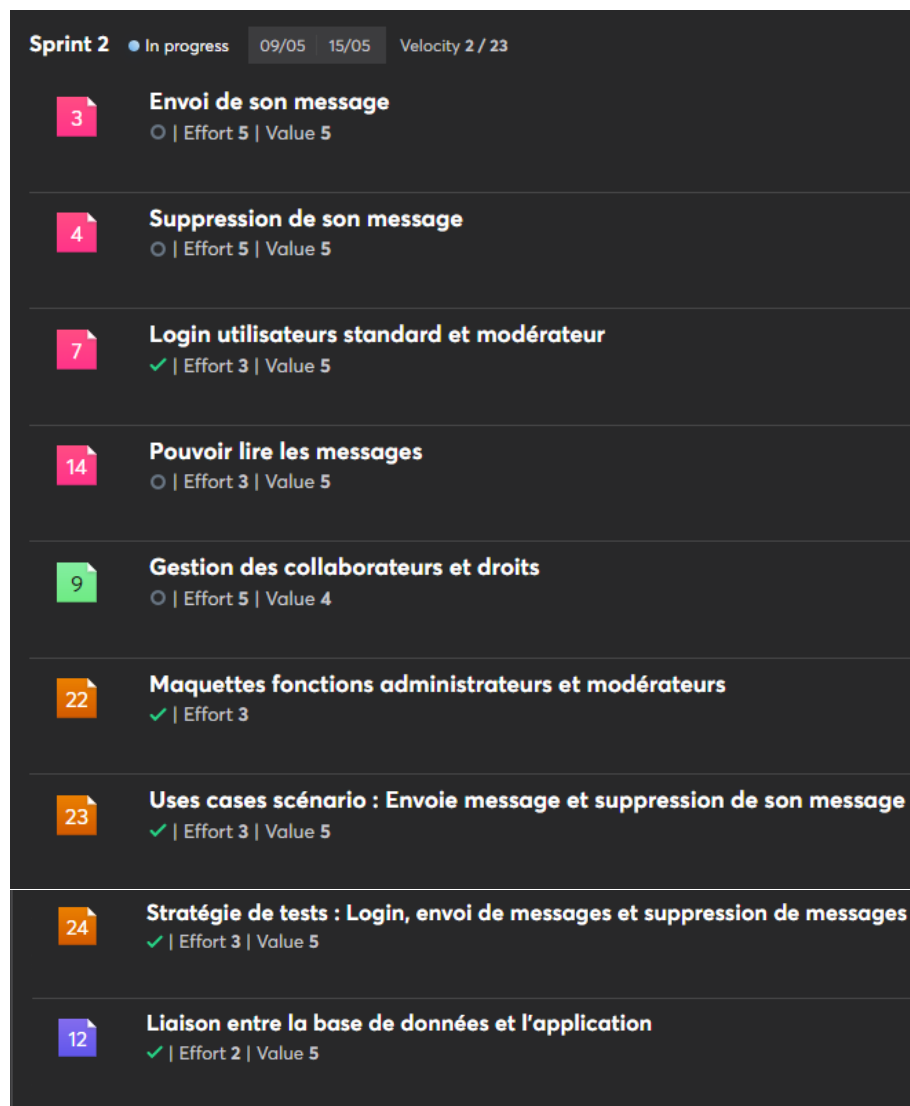 Sprint 2 In progress 09/05 15/05 Velocity 2 / 23
3 Envoi de son message
| Effort 5 | Value 5
4 Suppression de son message
| Effort 5 | Value 5
7 Login utilisateurs standard et modérateur
| Effort 3 | Value 5
14 Pouvoir lire les messages
| Effort 3 | Value 5
9 Gestion des collaborateurs et droits
| Effort 5 | Value 4
22 Maquettes fonctions administrateurs et modérateurs
| Effort 3
23 Uses cases scénario : Envoie message et suppression de son message
| Effort 3 | Value 5
24 Stratégie de tests : Login, envoi de messages et suppression de messages
| Effort 3 | Value 5
12 Liaison entre la base de données et l'application
| Effort 2 | Value 5